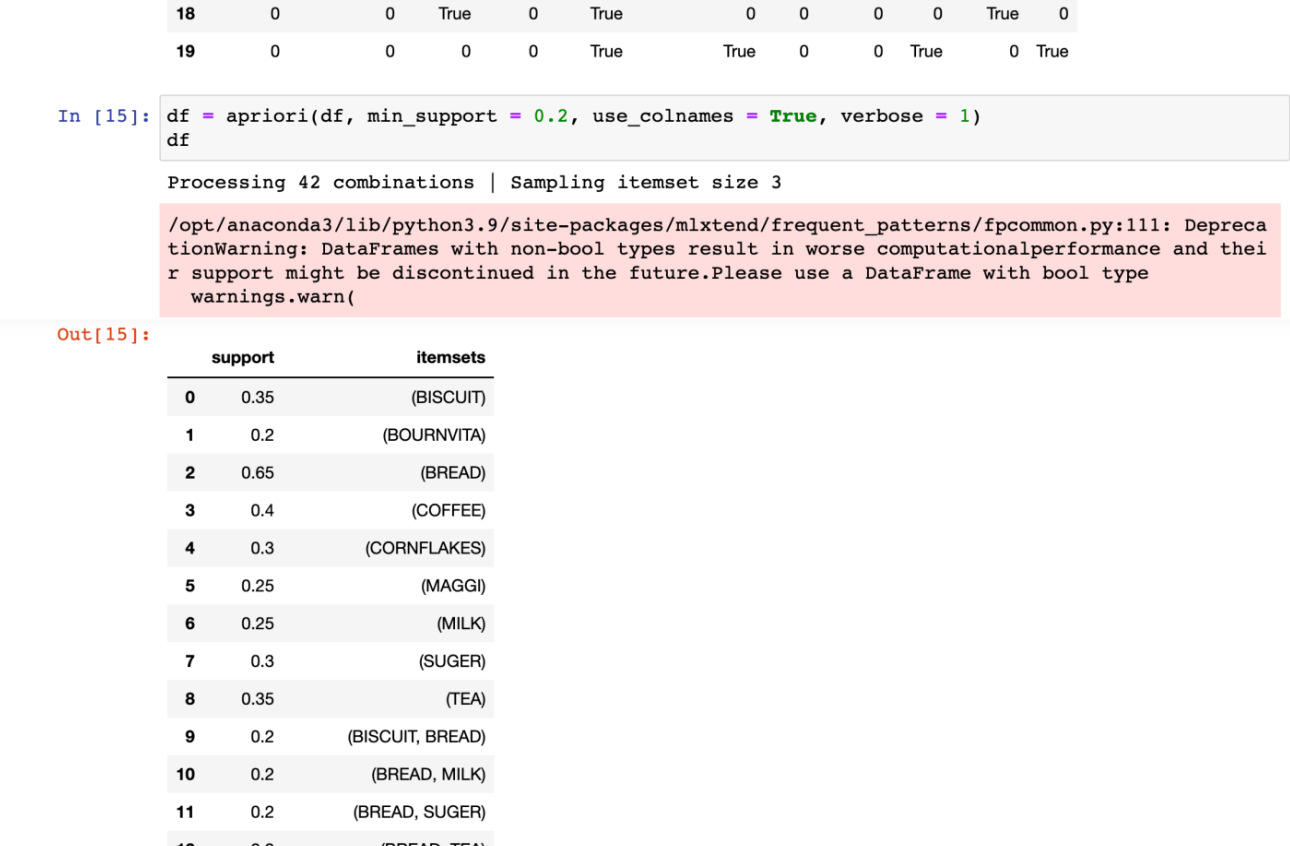 18 0 0 True 0 True 0 0 0 0 True 0
19 0 0 0 0 True True 0 0 True 0 True
In [15]: df = apriori(df, min_support = 0.2, use_colnames = True, verbose = 1)
df
Processing 42 combinations | Sampling itemset size 3
/opt/anaconda3/lib/python3.9/site-packages/mlxtend/frequent_patterns/fpcommon.py:111: Depreca
tionWarning: DataFrames with non-bool types result in worse computationalperformance and thei
r support might be discontinued in the future.Please use a DataFrame with bool type
warnings.warn(
Out[15]:
support itemsets
0 0.35 (BISCUIT)
1 0.2 (BOURNVITA)
2 0.65 (BREAD)
3 0.4 (COFFEE)
4 0.3 (CORNFLAKES)
5 0.25 (MAGGI)
6 0.25 (MILK)
7 0.3 (SUGER)
8 0.35 (TEA)
9 0.2 (BISCUIT, BREAD)
10 0.2 (BREAD, MILK)
11 0.2 (BREAD, SUGER)